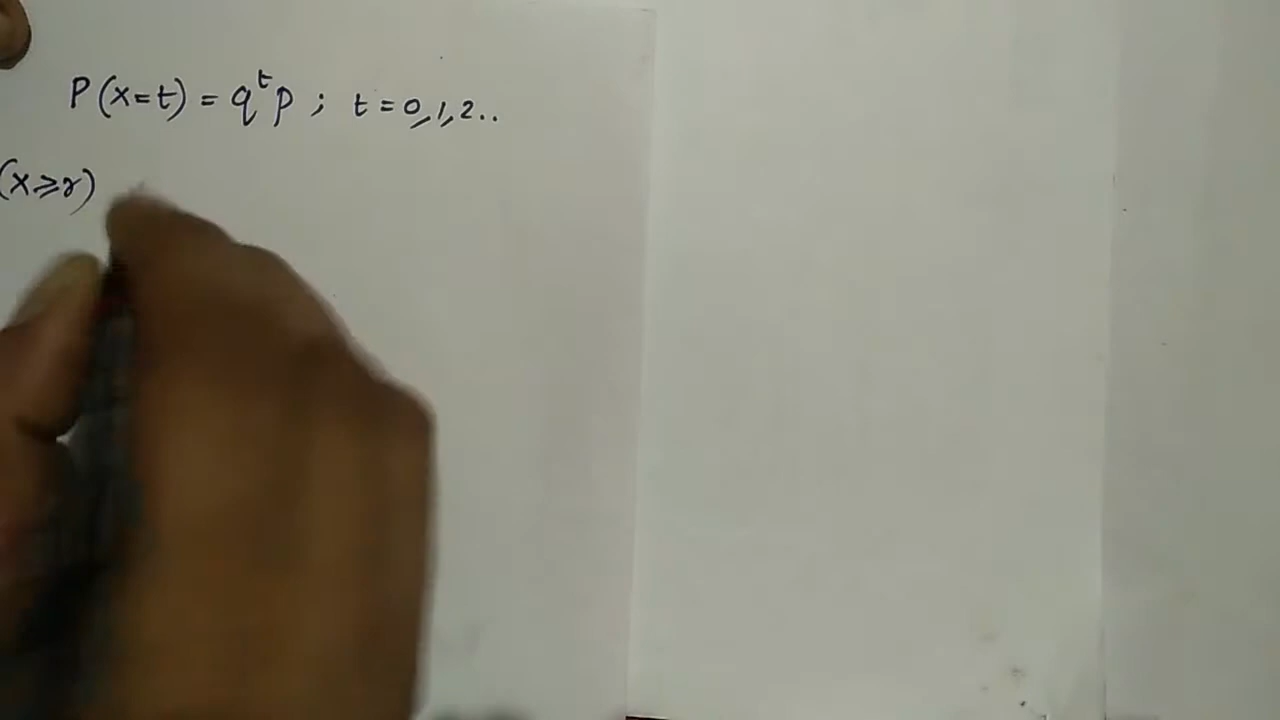 P(x=t) = q^t p ; t = 0,1,2..
(x≥r)